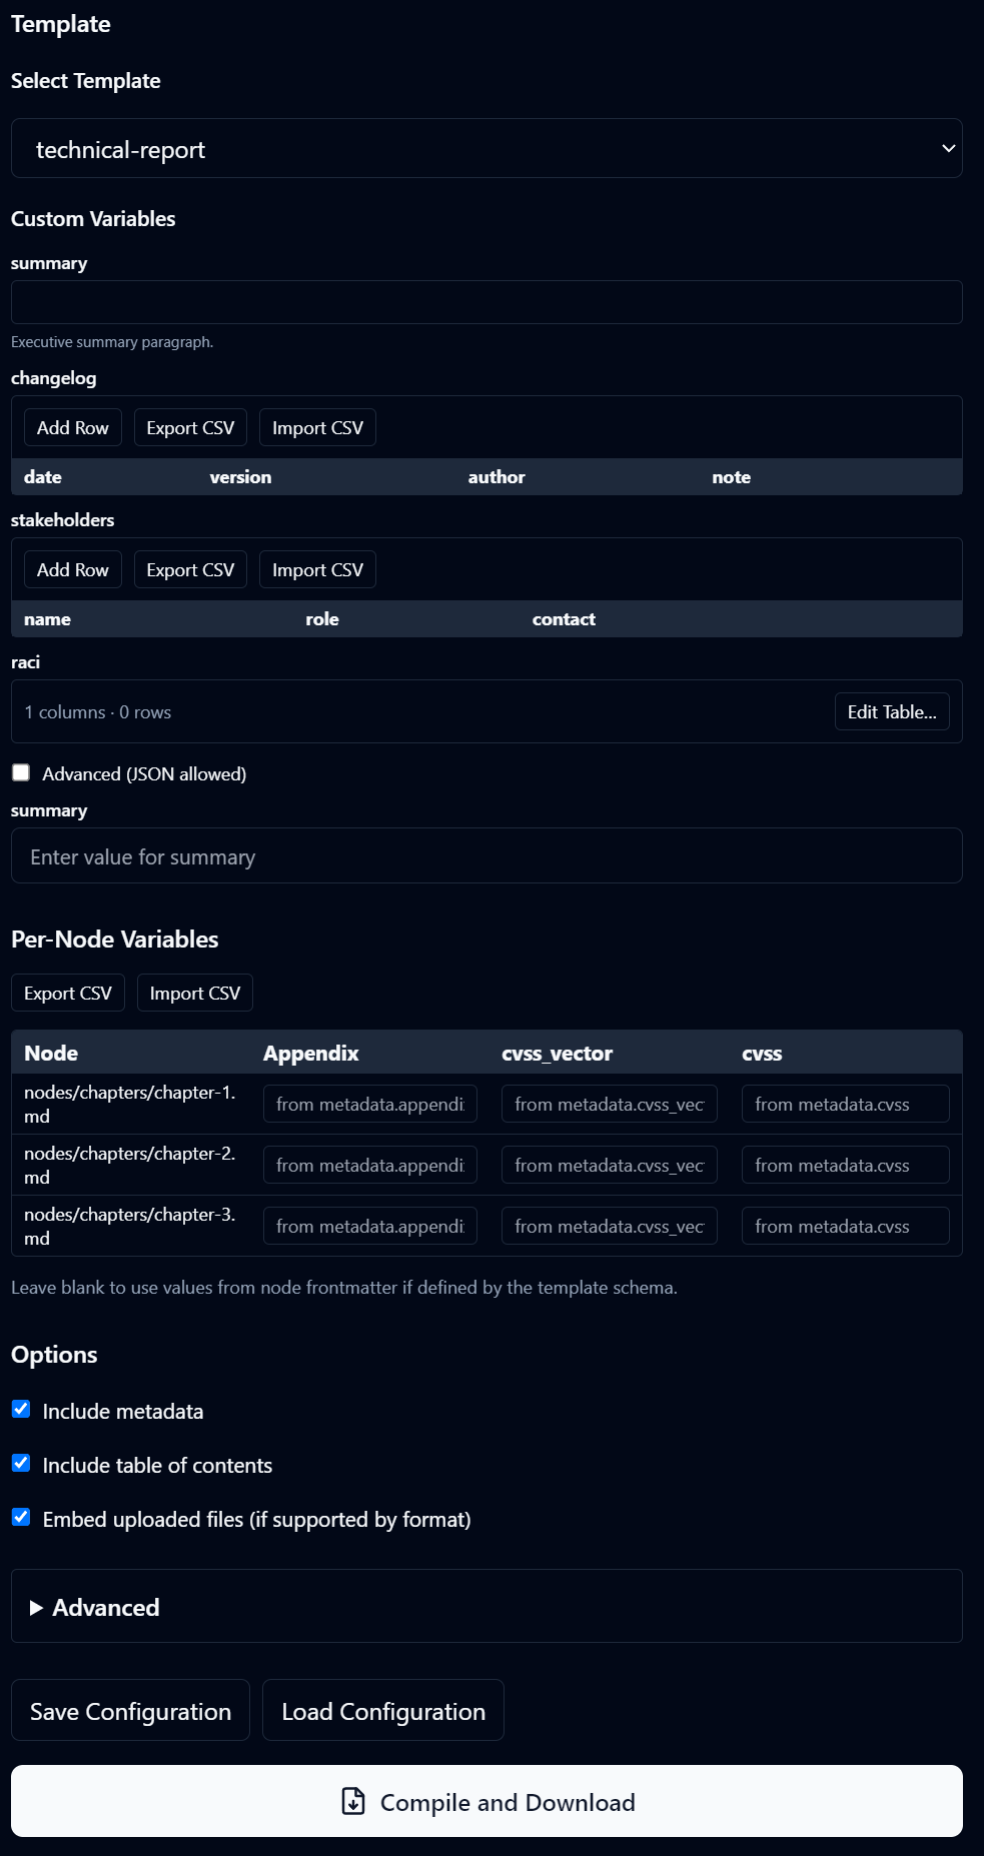 Template
Select Template
technical-report
Custom Variables
summary
Executive summary paragraph.
changelog
Add Row Export CSV Import CSV
date version author note
stakeholders
Add Row Export CSV Import CSV
name role contact
raci
1 columns · 0 rows Edit Table...
Advanced (JSON allowed)
summary
Enter value for summary
Per-Node Variables
Export CSV Import CSV
Node Appendix cvss_vector cvss
nodes/chapters/chapter-1.
md
from metadata.appendi from metadata.cvss_vec from metadata.cvss
nodes/chapters/chapter-2.
md
from metadata.appendi from metadata.cvss_vec from metadata.cvss
nodes/chapters/chapter-3.
md
from metadata.appendi from metadata.cvss_vec from metadata.cvss
Leave blank to use values from node frontmatter if defined by the template schema.
Options
Include metadata
Include table of contents
Embed uploaded files (if supported by format)
Advanced
Save Configuration Load Configuration
Compile and Download